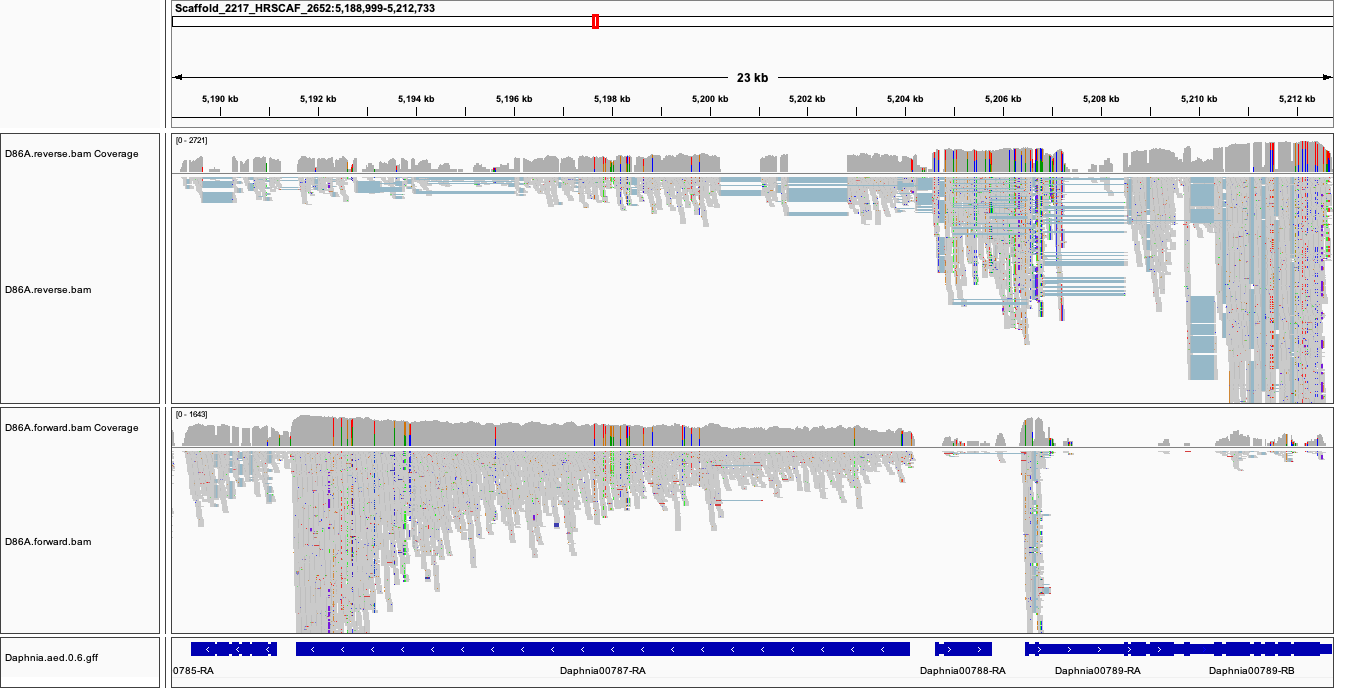 Scaffold_2217_HRSCAF_2652:5,188,999-5,212,733
23 kb
5,190 kb 5,192 kb 5,194 kb 5,196 kb 5,198 kb 5,200 kb 5,202 kb 5,204 kb 5,206 kb 5,208 kb 5,210 kb 5,212 kb
[0 - 2721]
D86A.reverse.bam Coverage
D86A.reverse.bam
[0 - 1643]
D86A.forward.bam Coverage
D86A.forward.bam
Daphnia.aed.0.6.gff
0785-RA Daphnia00787-RA Daphnia00788-RA Daphnia00789-RA Daphnia00789-RB